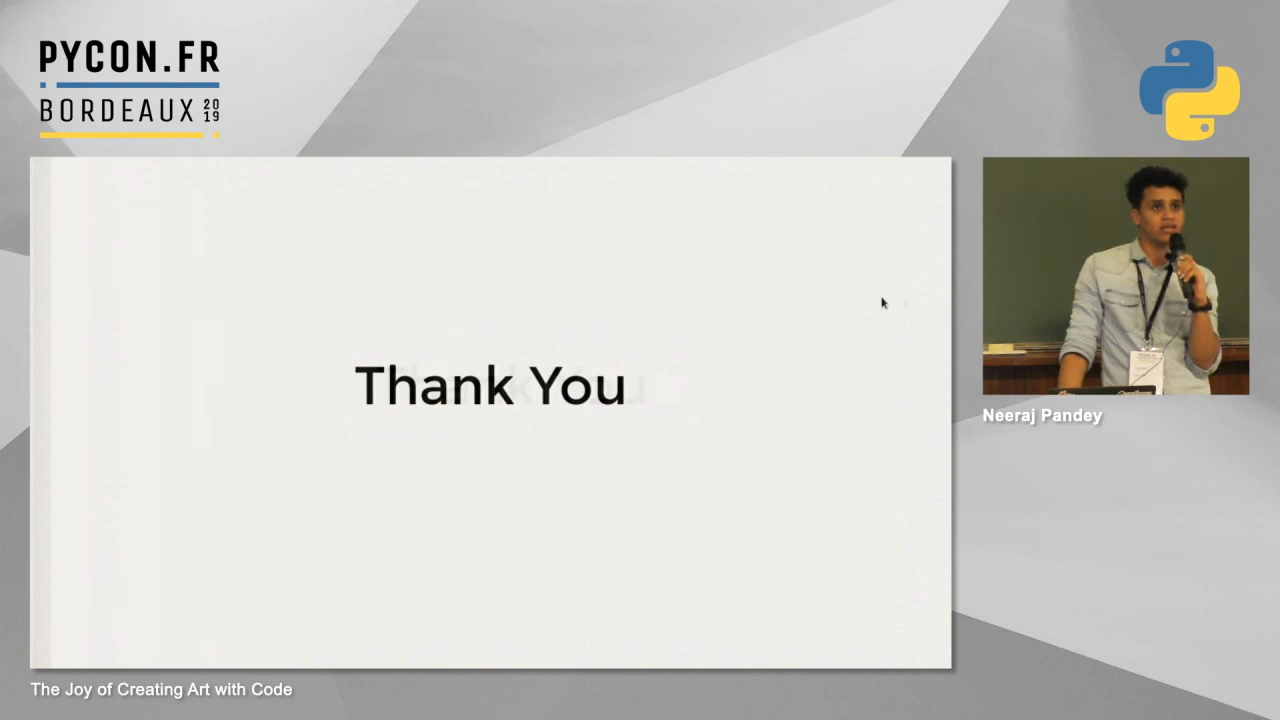 PYCON.FR
BORDEAUX 2019
Thank You
Neeraj Pandey
The Joy of Creating Art with Code